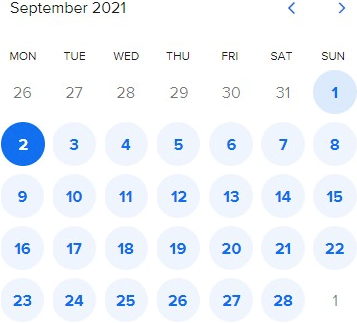 September 2021
MON TUE WED THU FRI SAT SUN
26 27 28 29 30 31 1
2 3 4 5 6 7 8
9 10 11 12 13 14 15
16 17 18 19 20 21 22
23 24 25 26 27 28 1